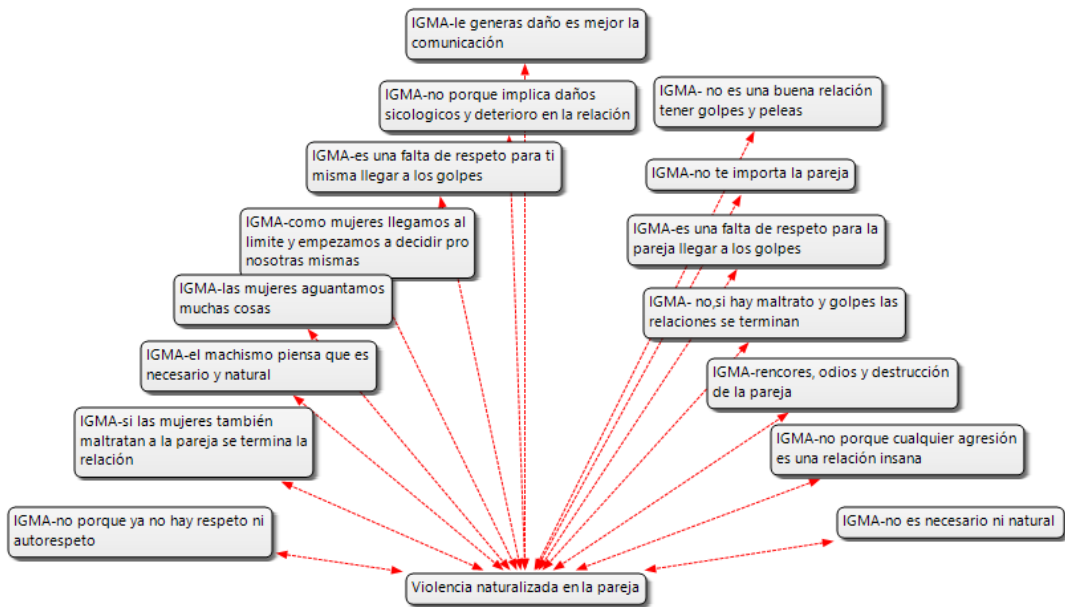 IGMA-le generas daño es mejor la
comunicación
IGMA-no porque implica daños
sicologicos y deterioro en la relación
IGMA- no es una buena relación
tener golpes y peleas
IGMA-es una falta de respeto para ti
misma llegar a los golpes
IGMA-no te importa la pareja
IGMA-como mujeres llegamos al
limite y empezamos a decidir pro
nosotras mismas
IGMA-es una falta de respeto para la
pareja llegar a los golpes
IGMA-las mujeres aguantamos
muchas cosas
IGMA- no,si hay maltrato y golpes las
relaciones se terminan
IGMA-el machismo piensa que es
necesario y natural
IGMA-rencores, odios y destrucción
de la pareja
IGMA-si las mujeres también
maltratan a la pareja se termina la
relación
IGMA-no porque cualquier agresión
es una relación insana
IGMA-no porque ya no hay respeto ni
autorespeto
IGMA-no es necesario ni natural
Violencia naturalizada en la pareja